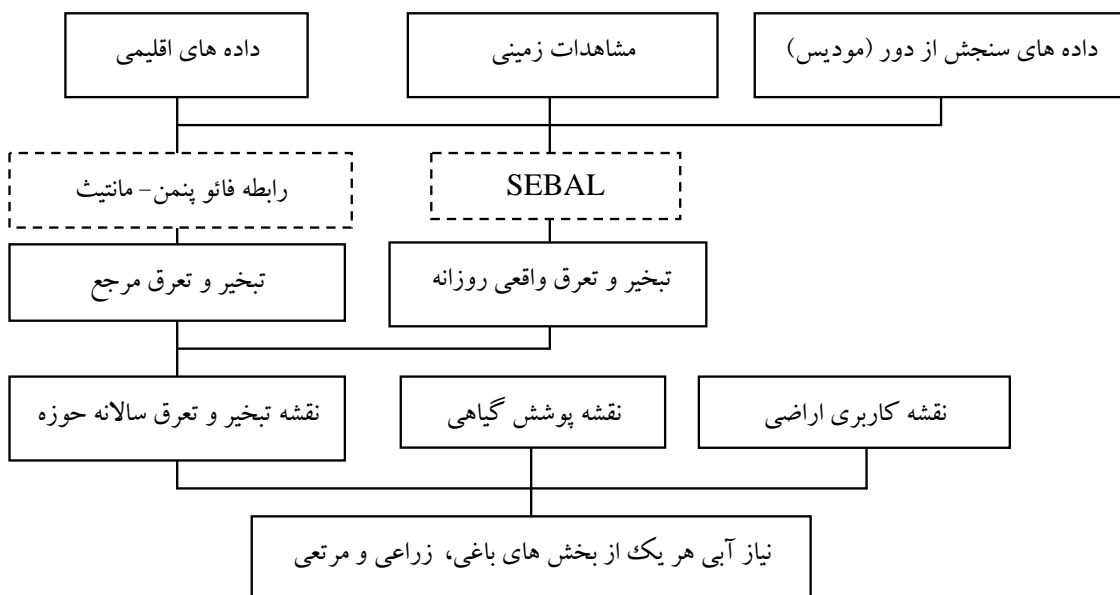 داده های سنجش از دور (مودیس)
مشاهدات زمینی
داده های اقلیمی
SEBAL
رابطه فائو پنمن- مانتیث
تبخیر و تعرق واقعی روزانه
تبخیر و تعرق مرجع
نقشه کاربری اراضی
نقشه پوشش گیاهی
نقشه تبخیر و تعرق سالانه حوزه
نیاز آبی هر یک از بخش های باغی، زراعی و مرتعی